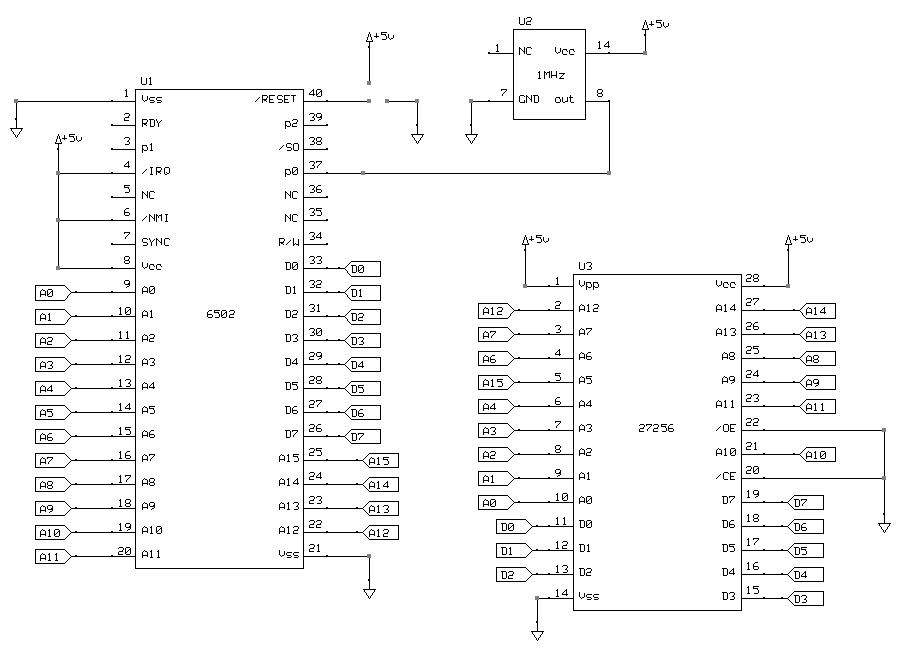 U2
+5v
+5v
1 NC Vcc 14
1MHz
7 GND out 8
U1
1 Vss /RESET 40
2 RDY p2 39
+5v
3 p1 /SO 38
4 /IRQ p0 37
5 NC NC 36
6 /NMI NC 35
7 SYNC R/W 34
8 Vcc D0 33 D0
A0 9 A0 D1 32 D1
A1 10 A1 6502 D2 31 D2
A2 11 A2 D3 30 D3
A3 12 A3 D4 29 D4
A4 13 A4 D5 28 D5
A5 14 A5 D6 27 D6
A6 15 A6 D7 26 D7
A7 16 A7 A15 25 A15
A8 17 A8 A14 24 A14
A9 18 A9 A13 23 A13
A10 19 A10 A12 22 A12
A11 20 A11 Vss 21
+5v +5v
U3
1 Vpp Vcc 28
A12 2 A12 A14 27 A14
A7 3 A7 A13 26 A13
A6 4 A6 A8 25 A8
A15 5 A5 A9 24 A9
A4 6 A4 A11 23 A11
A3 7 A3 27256 /OE 22
A2 8 A2 A10 21 A10
A1 9 A1 /CE 20
A0 10 A0 D7 19 D7
D0 11 D0 D6 18 D6
D1 12 D1 D5 17 D5
D2 13 D2 D4 16 D4
14 Vss D3 15 D3